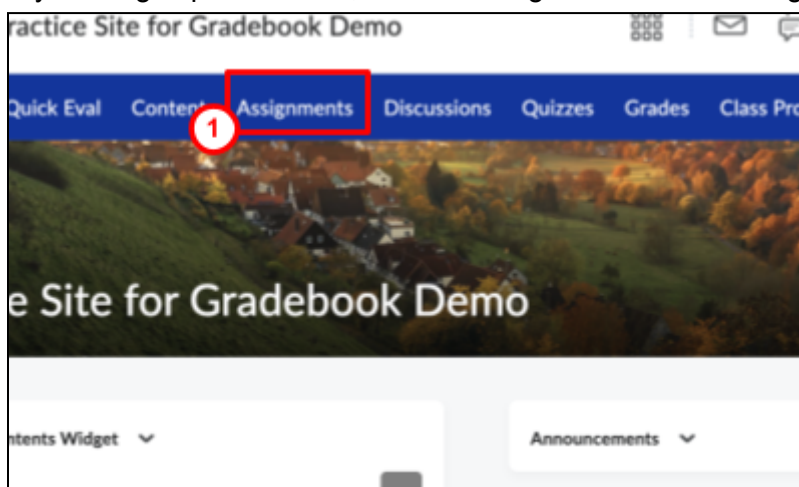 ractice Site for Gradebook Demo
Quick Eval Content Assignments Discussions Quizzes Grades Class Pro
1
e Site for Gradebook Demo
ntents Widget
Announcements